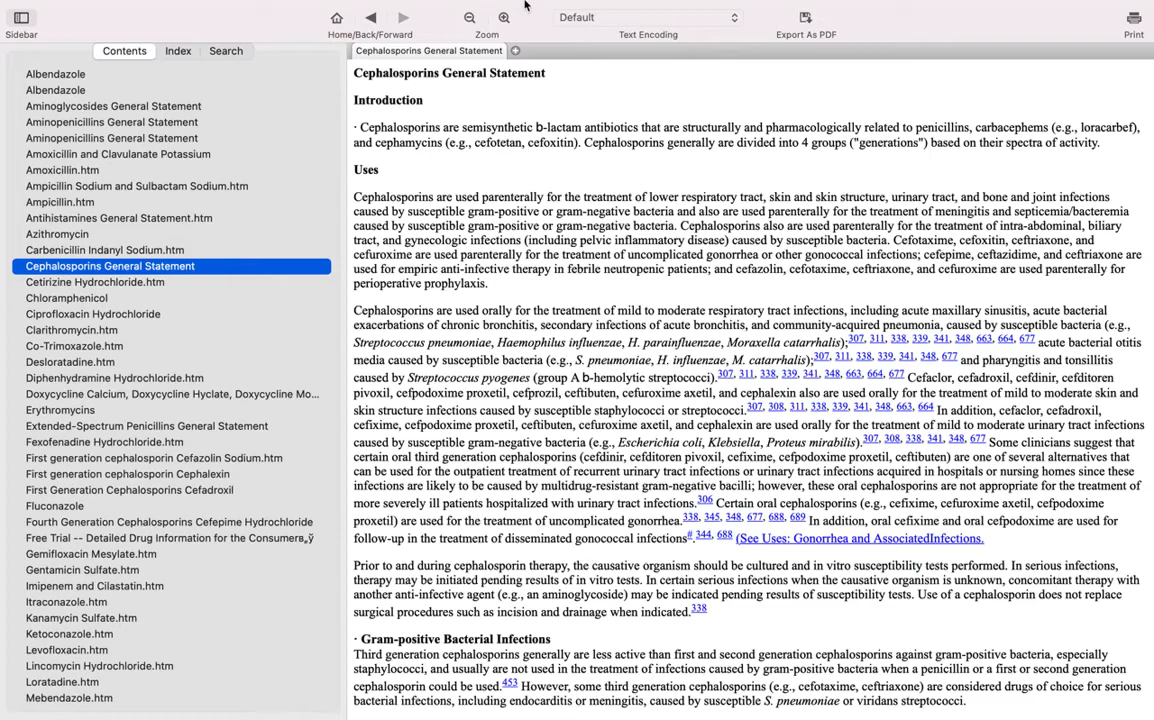 Default
Sidebar
Home/Back/Forward
Zoom
Text Encoding
Export As PDF
Print
Contents
Index
Search
Albendazole
Albendazole
Aminoglycosides General Statement
Aminopenicillins General Statement
Aminopenicillins General Statement
Amoxicillin and Clavulanate Potassium
Amoxicillin.htm
Ampicillin Sodium and Sulbactam Sodium.htm
Ampicillin.htm
Antihistamines General Statement.htm
Azithromycin
Carbenicillin Indanyl Sodium.htm
Cephalosporins General Statement
Cetirizine Hydrochloride.htm
Chloramphenicol
Ciprofloxacin Hydrochloride
Clarithromycin.htm
Co-Trimoxazole.htm
Desloratadine.htm
Diphenhydramine Hydrochloride.htm
Doxycycline Calcium, Doxycycline Hyclate, Doxycycline Mo...
Erythromycins
Extended-Spectrum Penicillins General Statement
Fexofenadine Hydrochloride.htm
First generation cephalosporin Cefazolin Sodium.htm
First generation cephalosporin Cephalexin
First Generation Cephalosporins Cefadroxil
Fluconazole
Fourth Generation Cephalosporins Cefepime Hydrochloride
Free Trial -- Detailed Drug Information for the Consumer‰„ў
Gemifloxacin Mesylate.htm
Gentamicin Sulfate.htm
Imipenem and Cilastatin.htm
Itraconazole.htm
Kanamycin Sulfate.htm
Ketoconazole.htm
Levofloxacin.htm
Lincomycin Hydrochloride.htm
Loratadine.htm
Mebendazole.htm
Cephalosporins General Statement
Cephalosporins General Statement
Introduction
· Cephalosporins are semisynthetic b-lactam antibiotics that are structurally and pharmacologically related to penicillins, carbacephems (e.g., loracarbef),
and cephamycins (e.g., cefotetan, cefoxitin). Cephalosporins generally are divided into 4 groups ("generations") based on their spectra of activity.
Uses
Cephalosporins are used parenterally for the treatment of lower respiratory tract, skin and skin structure, urinary tract, and bone and joint infections
caused by susceptible gram-positive or gram-negative bacteria and also are used parenterally for the treatment of meningitis and septicemia/bacteremia
caused by susceptible gram-positive or gram-negative bacteria. Cephalosporins also are used parenterally for the treatment of intra-abdominal, biliary
tract, and gynecologic infections (including pelvic inflammatory disease) caused by susceptible bacteria. Cefotaxime, cefoxitin, ceftriaxone, and
cefuroxime are used parenterally for the treatment of uncomplicated gonorrhea or other gonococcal infections; cefepime, ceftazidime, and ceftriaxone are
used for empiric anti-infective therapy in febrile neutropenic patients; and cefazolin, cefotaxime, ceftriaxone, and cefuroxime are used parenterally for
perioperative prophylaxis.
Cephalosporins are used orally for the treatment of mild to moderate respiratory tract infections, including acute maxillary sinusitis, acute bacterial
exacerbations of chronic bronchitis, secondary infections of acute bronchitis, and community-acquired pneumonia, caused by susceptible bacteria (e.g.,
Streptococcus pneumoniae, Haemophilus influenzae, H. parainfluenzae, Moraxella catarrhalis);307, 311, 338, 339, 341, 348, 663, 664, 677 acute bacterial otitis
media caused by susceptible bacteria (e.g., S. pneumoniae, H. influenzae, M. catarrhalis);307, 311, 338, 339, 341, 348, 677 and pharyngitis and tonsillitis
caused by Streptococcus pyogenes (group A b-hemolytic streptococci).307, 311, 338, 339, 341, 348, 663, 664, 677 Cefaclor, cefadroxil, cefdinir, cefditoren
pivoxil, cefpodoxime proxetil, cefprozil, ceftibuten, cefuroxime axetil, and cephalexin also are used orally for the treatment of mild to moderate skin and
skin structure infections caused by susceptible staphylococci or streptococci.307, 308, 311, 338, 339, 341, 348, 663, 664 In addition, cefaclor, cefadroxil,
cefixime, cefpodoxime proxetil, ceftibuten, cefuroxime axetil, and cephalexin are used orally for the treatment of mild to moderate urinary tract infections
caused by susceptible gram-negative bacteria (e.g., Escherichia coli, Klebsiella, Proteus mirabilis).307, 308, 338, 341, 348, 677 Some clinicians suggest that
certain oral third generation cephalosporins (cefdinir, cefditoren pivoxil, cefixime, cefpodoxime proxetil, ceftibuten) are one of several alternatives that
can be used for the outpatient treatment of recurrent urinary tract infections or urinary tract infections acquired in hospitals or nursing homes since these
infections are likely to be caused by multidrug-resistant gram-negative bacilli; however, these oral cephalosporins are not appropriate for the treatment of
more severely ill patients hospitalized with urinary tract infections.306 Certain oral cephalosporins (e.g., cefixime, cefuroxime axetil, cefpodoxime
proxetil) are used for the treatment of uncomplicated gonorrhea.338, 345, 348, 677, 688, 689 In addition, oral cefixime and oral cefpodoxime are used for
follow-up in the treatment of disseminated gonococcal infections#.344, 688 (See Uses: Gonorrhea and AssociatedInfections.
Prior to and during cephalosporin therapy, the causative organism should be cultured and in vitro susceptibility tests performed. In serious infections,
therapy may be initiated pending results of in vitro tests. In certain serious infections when the causative organism is unknown, concomitant therapy with
another anti-infective agent (e.g., an aminoglycoside) may be indicated pending results of susceptibility tests. Use of a cephalosporin does not replace
surgical procedures such as incision and drainage when indicated.338
· Gram-positive Bacterial Infections
Third generation cephalosporins generally are less active than first and second generation cephalosporins against gram-positive bacteria, especially
staphylococci, and usually are not used in the treatment of infections caused by gram-positive bacteria when a penicillin or a first or second generation
cephalosporin could be used.453 However, some third generation cephalosporins (e.g., cefotaxime, ceftriaxone) are considered drugs of choice for serious
bacterial infections, including endocarditis or meningitis, caused by susceptible S. pneumoniae or viridans streptococci.